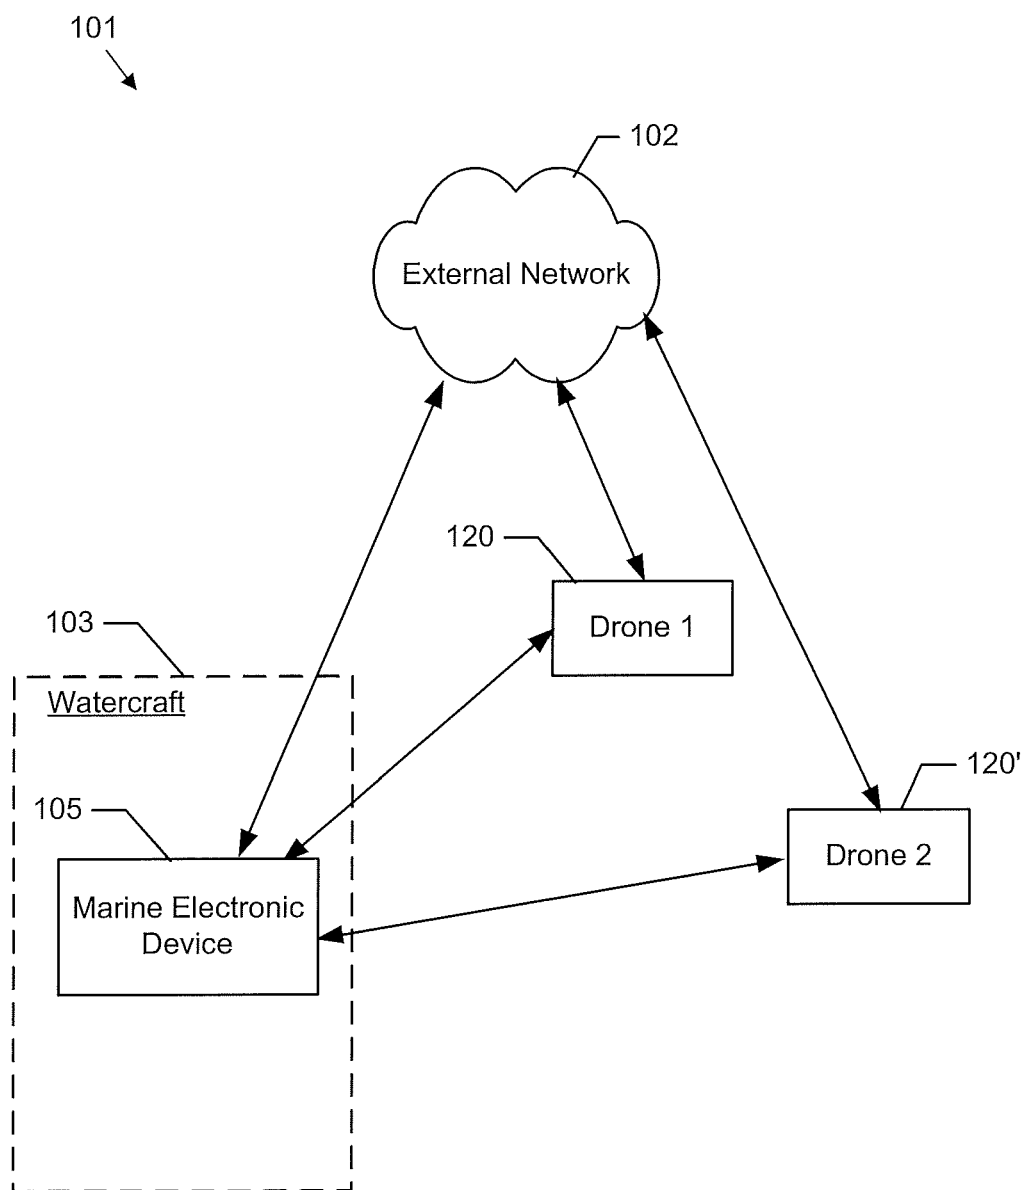 101
102
External Network
120
Drone 1
103
Watercraft
120'
105
Drone 2
Marine Electronic
Device